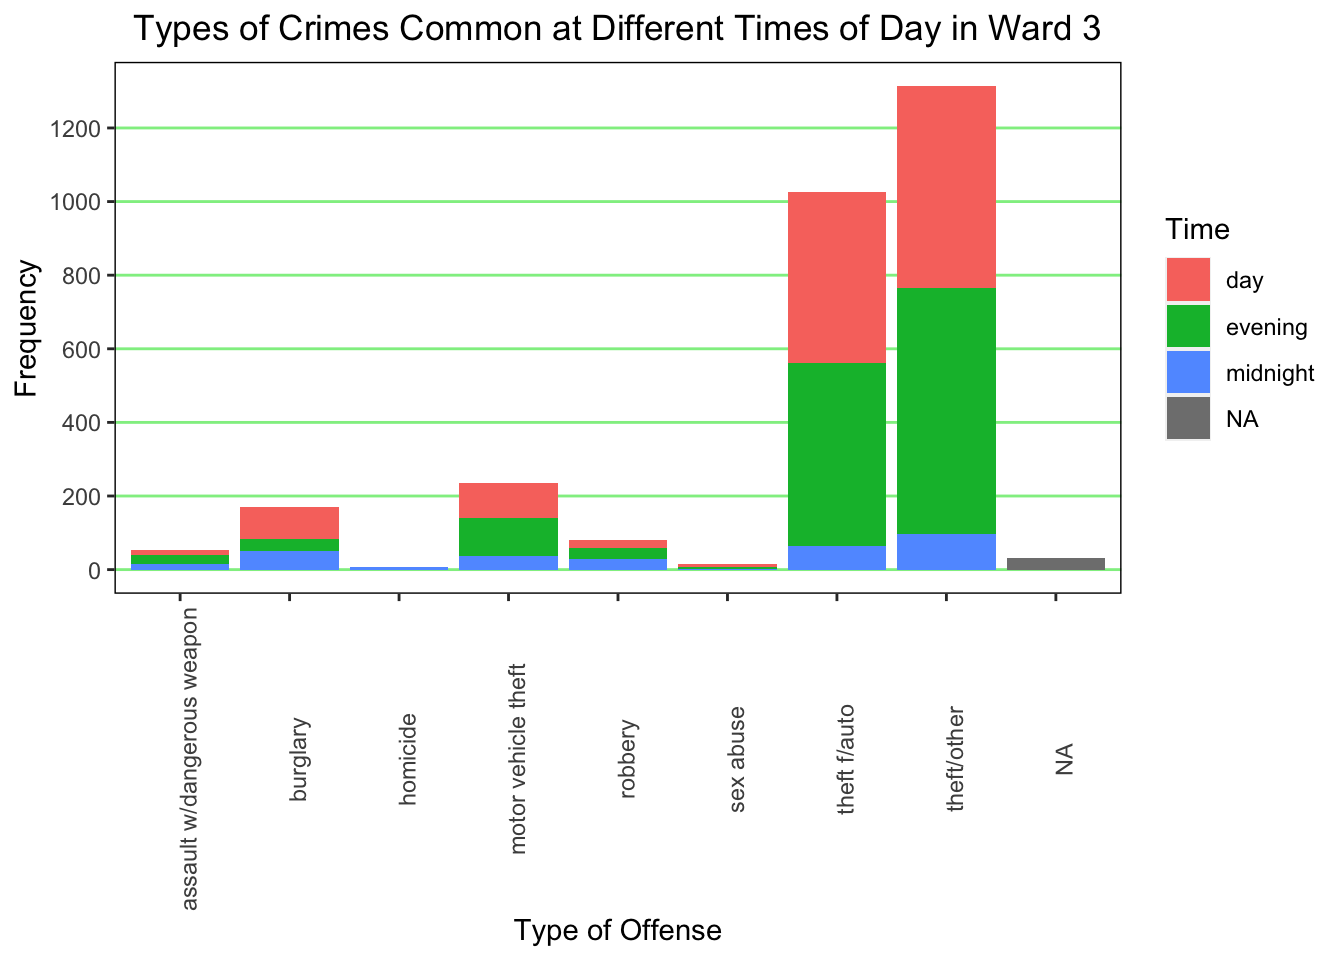 Types of Crimes Common at Different Times of Day in Ward 3
Frequency
1200
1000
800
600
400
200
0
assault w/dangerous weapon
burglary
homicide
motor vehicle theft
robbery
sex abuse
theft f/auto
theft/other
NA
Type of Offense
Time
day
evening
midnight
NA